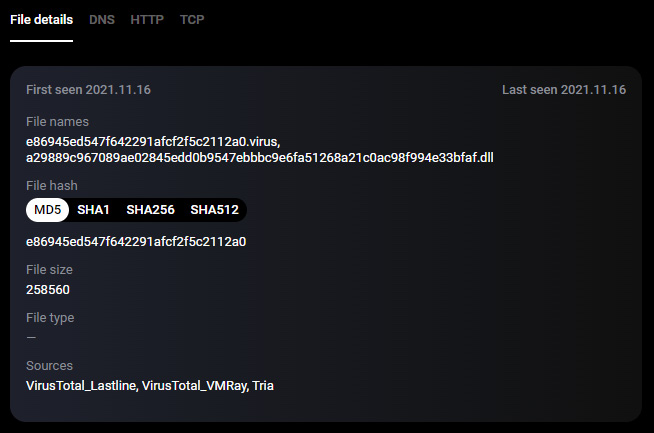 File details DNS HTTP TCP
First seen 2021.11.16 Last seen 2021.11.16
File names
e86945ed547f642291afcf2f5c2112a0.virus,
a29889c967089ae02845edd0b9547ebbbc9e6fa51268a21c0ac98f994e33bfaf.dll
File hash
MD5 SHA1 SHA256 SHA512
e86945ed547f642291afcf2f5c2112a0
File size
258560
File type
—
Sources
VirusTotal_Lastline, VirusTotal_VMRay, Tria